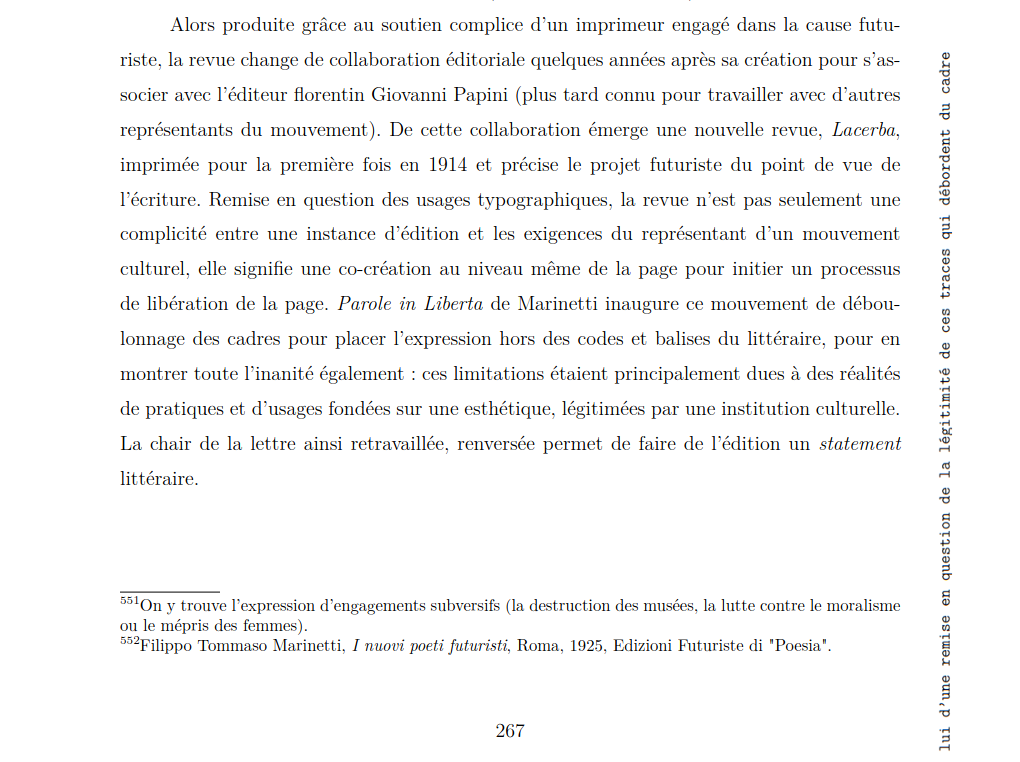 Alors produite grâce au soutien complice d'un imprimeur engagé dans la cause futu-
riste, la revue change de collaboration éditoriale quelques années après sa création pour s'as-
socier avec l'éditeur florentin Giovanni Papini (plus tard connu pour travailler avec d'autres
représentants du mouvement). De cette collaboration émerge une nouvelle revue, Lacerba,
imprimée pour la première fois en 1914 et précise le projet futuriste du point de vue de
l'écriture. Remise en question des usages typographiques, la revue n'est pas seulement une
complicité entre une instance d'édition et les exigences du représentant d'un mouvement
culturel, elle signifie une co-création au niveau même de la page pour initier un processus
de libération de la page. Parole in Liberta de Marinetti inaugure ce mouvement de débou-
lonnage des cadres pour placer l'expression hors des codes et balises du littéraire, pour en
montrer toute l'inanité également : ces limitations étaient principalement dues à des réalités
de pratiques et d'usages fondées sur une esthétique, légitimées par une institution culturelle.
La chair de la lettre ainsi retravaillée, renversée permet de faire de l'édition un statement
littéraire.
551On y trouve l'expression d'engagements subversifs (la destruction des musées, la lutte contre le moralisme
ou le mépris des femmes).
552Filippo Tommaso Marinetti, I nuovi poeti futuristi, Roma, 1925, Edizioni Futuriste di "Poesia".
267
lui d'une remise en question de la légitimité de ces traces qui débordent du cadre